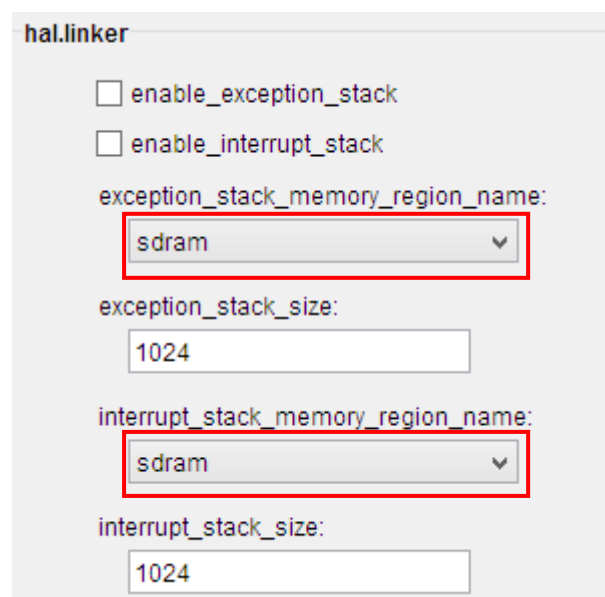 hal.linker
enable_exception_stack
enable_interrupt_stack
exception_stack_memory_region_name:
sdram
exception_stack_size:
1024
interrupt_stack_memory_region_name:
sdram
interrupt_stack_size:
1024